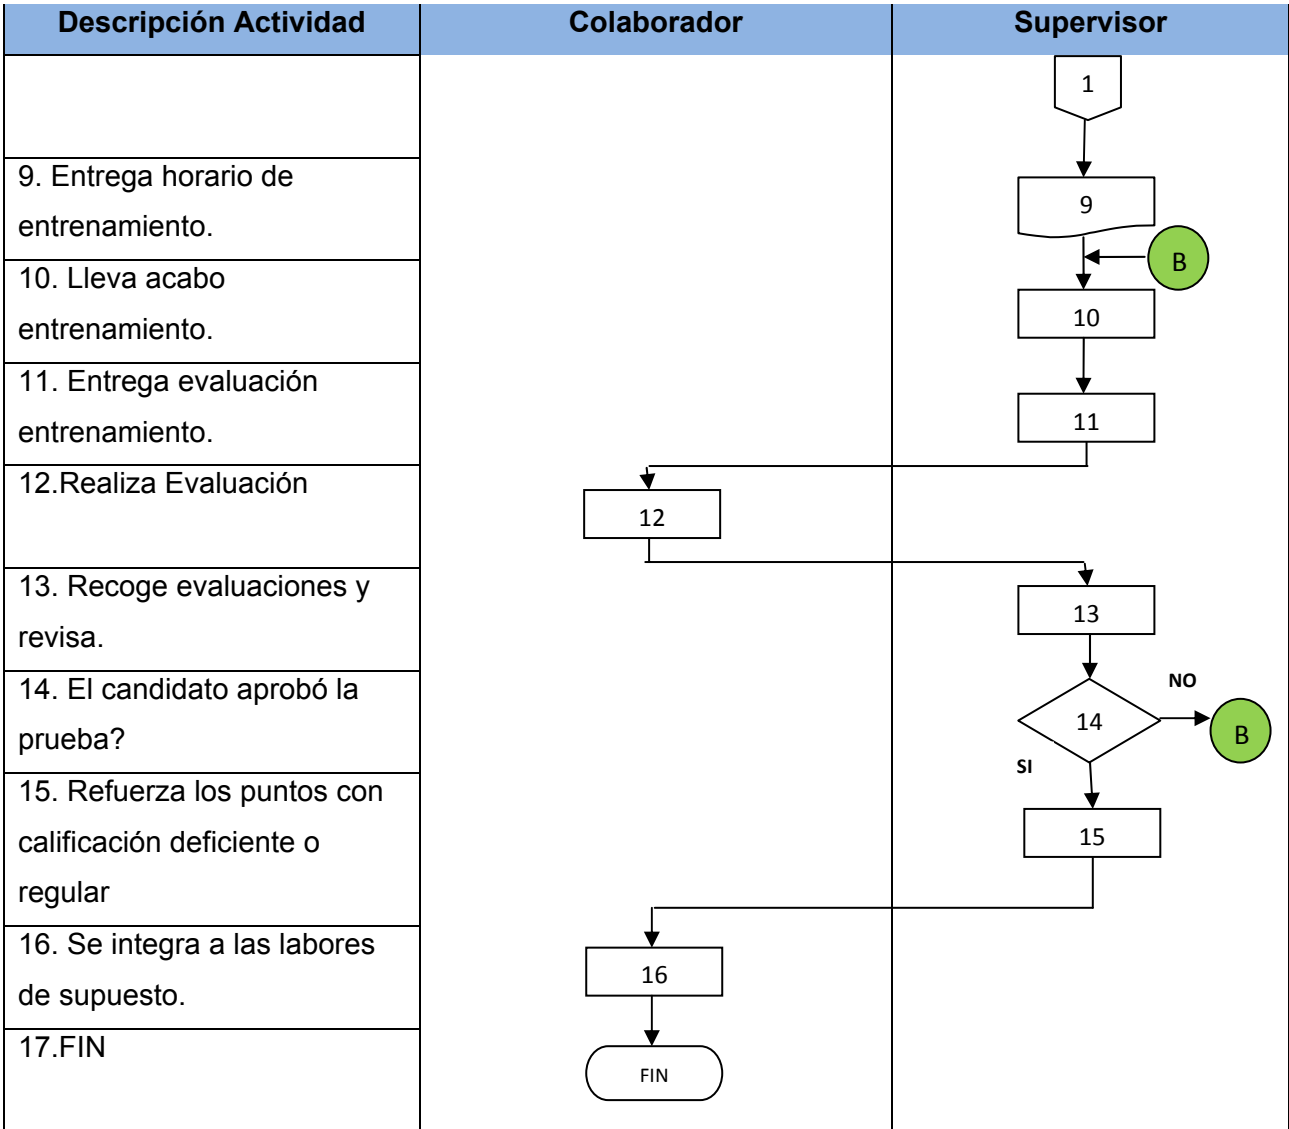 Descripción Actividad Colaborador Supervisor
1
9. Entrega horario de
entrenamiento.
9
B
10. Lleva acabo
entrenamiento.
10
11. Entrega evaluación
entrenamiento.
11
12.Realiza Evaluación
12
13. Recoge evaluaciones y
revisa.
13
14. El candidato aprobó la
prueba?
NO
14
B
SI
15. Refuerza los puntos con
calificación deficiente o
regular
15
16. Se integra a las labores
de supuesto.
16
17.FIN
FIN